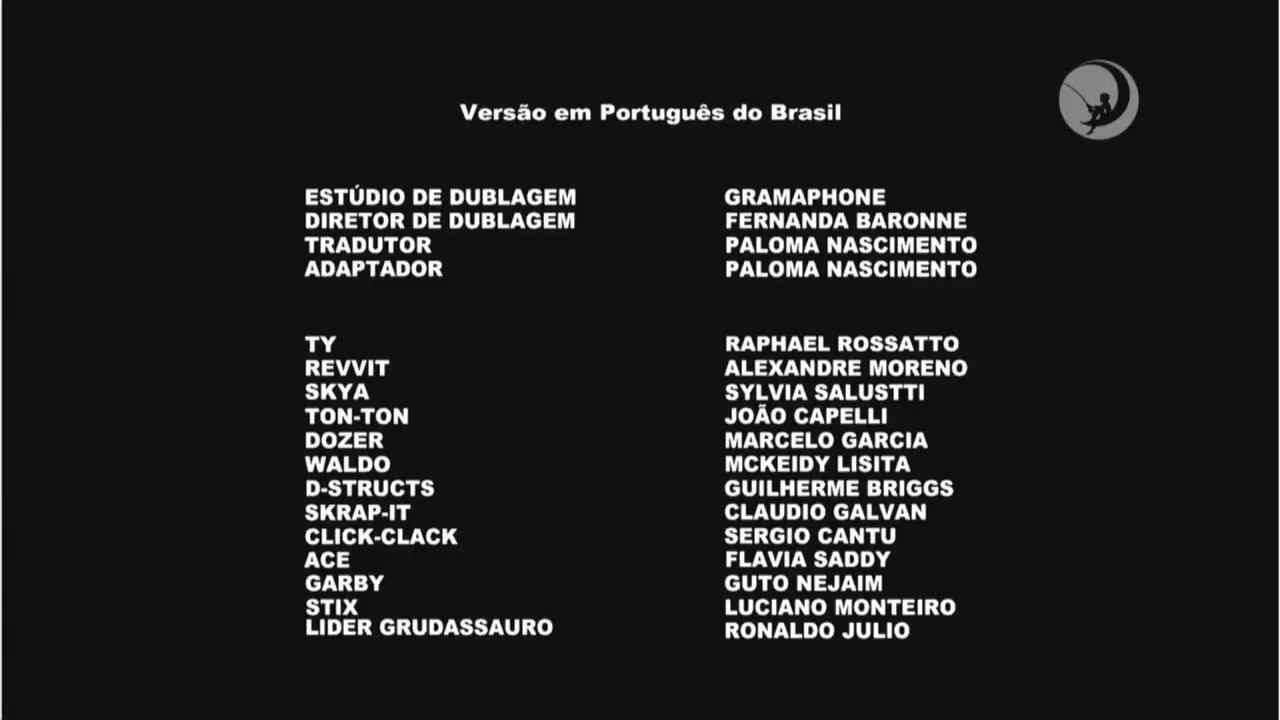 Versão em Português do Brasil
ESTÚDIO DE DUBLAGEM GRAMAPHONE
DIRETOR DE DUBLAGEM FERNANDA BARONNE
TRADUTOR PALOMA NASCIMENTO
ADAPTADOR PALOMA NASCIMENTO
TY RAPHAEL ROSSATTO
REVVIT ALEXANDRE MORENO
SKYA SYLVIA SALUSTTI
TON-TON JOÃO CAPELLI
DOZER MARCELO GARCIA
WALDO MCKEIDY LISITA
D-STRUCTS GUILHERME BRIGGS
SKRAP-IT CLAUDIO GALVAN
CLICK-CLACK SERGIO CANTU
ACE FLAVIA SADDY
GARBY GUTO NEJAIM
STIX LUCIANO MONTEIRO
LIDER GRUDASSAURO RONALDO JULIO